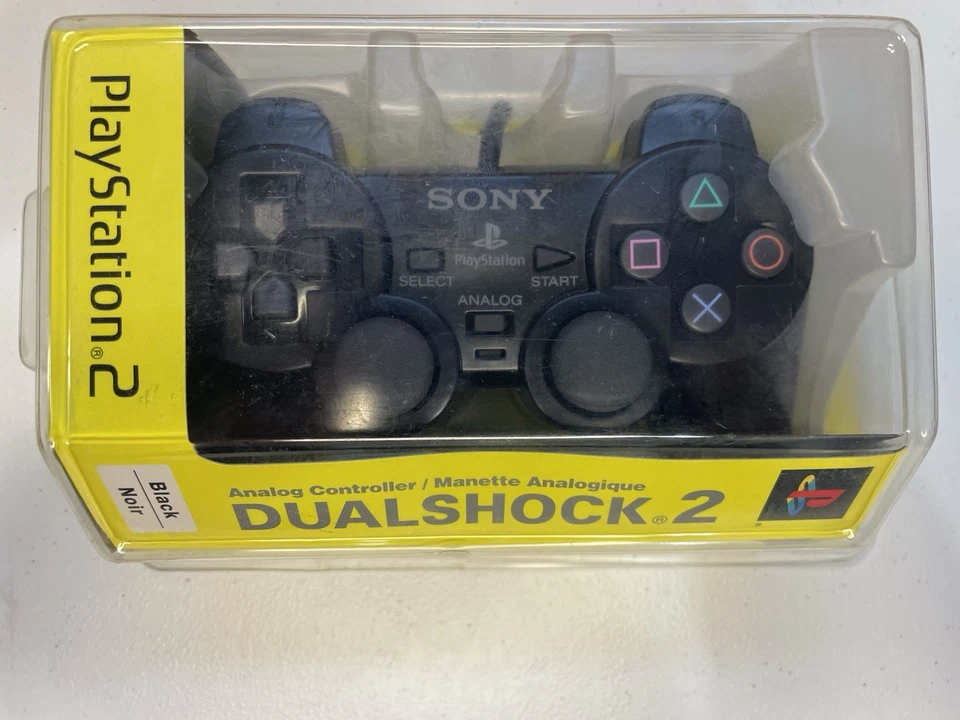 PlayStation®2
SONY
PlayStation
SELECT
START
ANALOG
Black
Noir
Analog Controller / Manette Analogique
DUALSHOCK®2